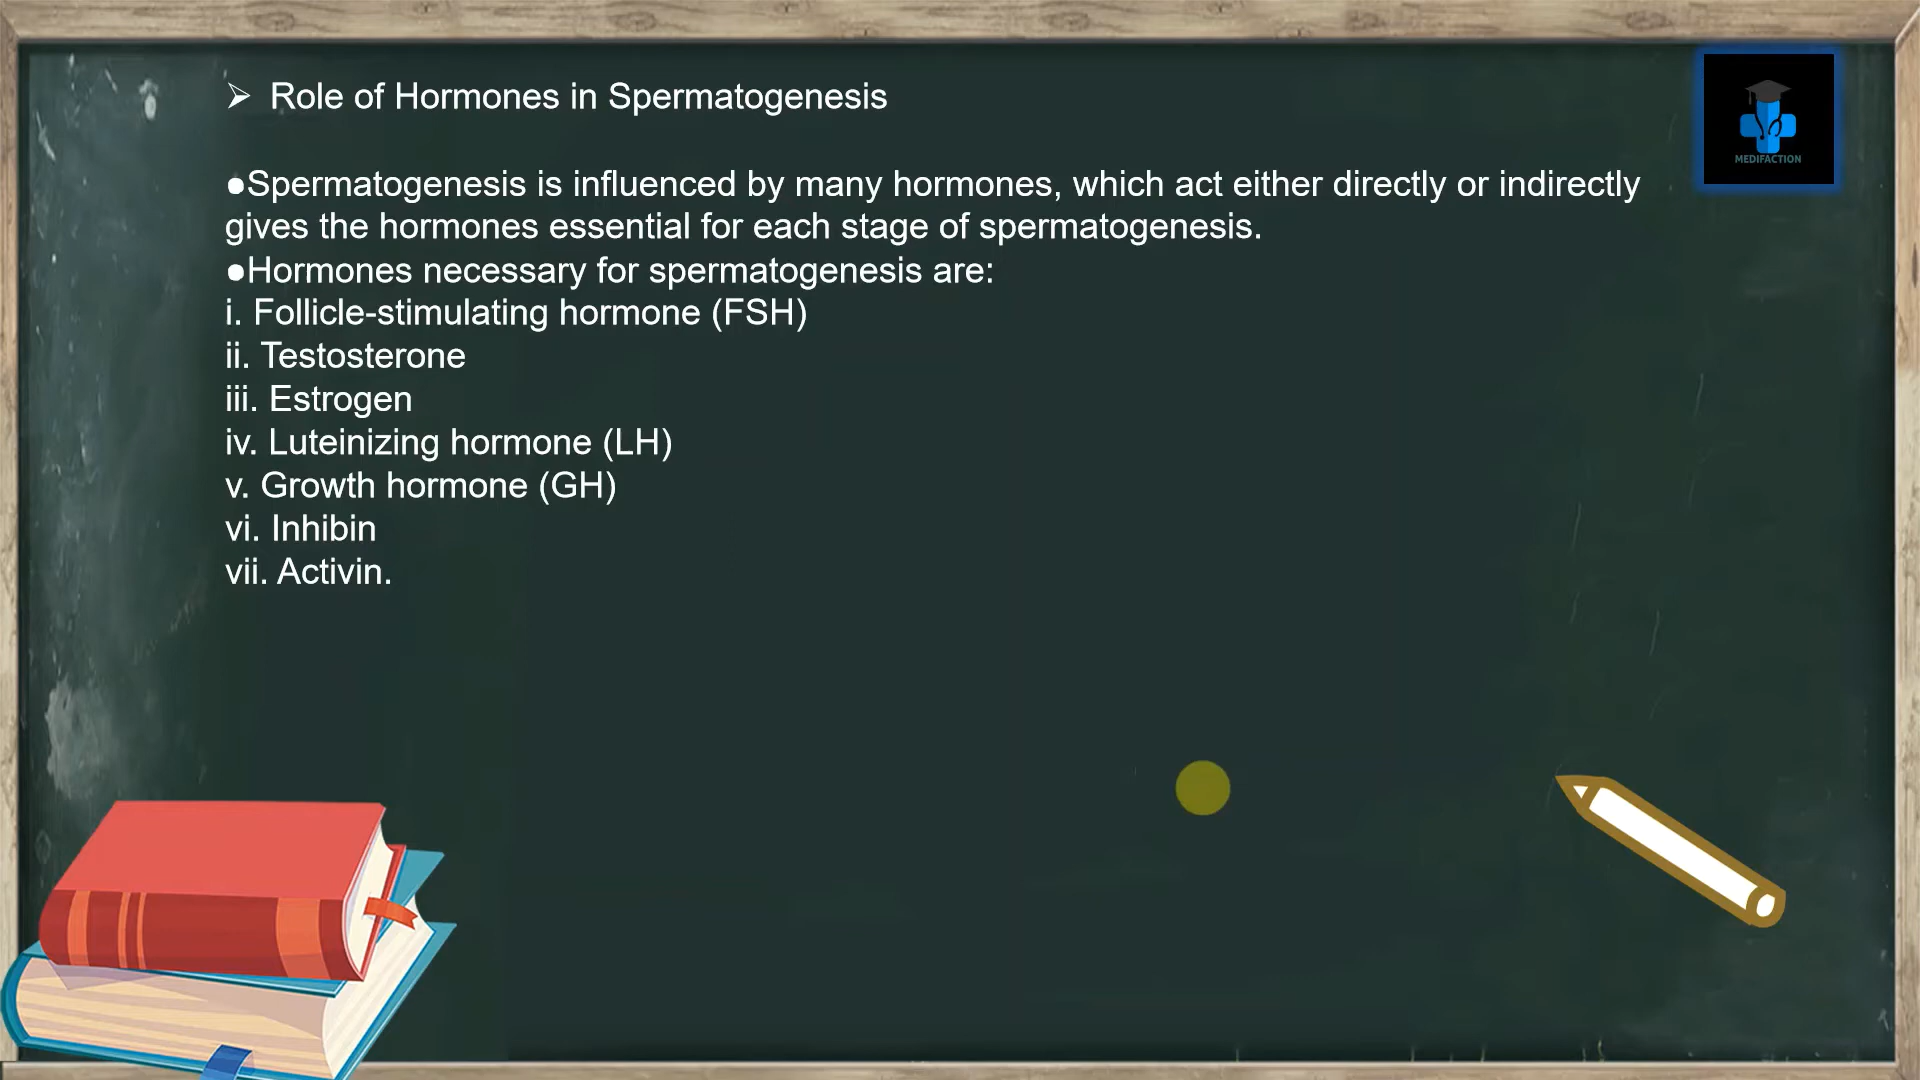 ➢ Role of Hormones in Spermatogenesis
MEDIFACTION
●Spermatogenesis is influenced by many hormones, which act either directly or indirectly
gives the hormones essential for each stage of spermatogenesis.
●Hormones necessary for spermatogenesis are:
i. Follicle-stimulating hormone (FSH)
ii. Testosterone
iii. Estrogen
iv. Luteinizing hormone (LH)
v. Growth hormone (GH)
vi. Inhibin
vii. Activin.